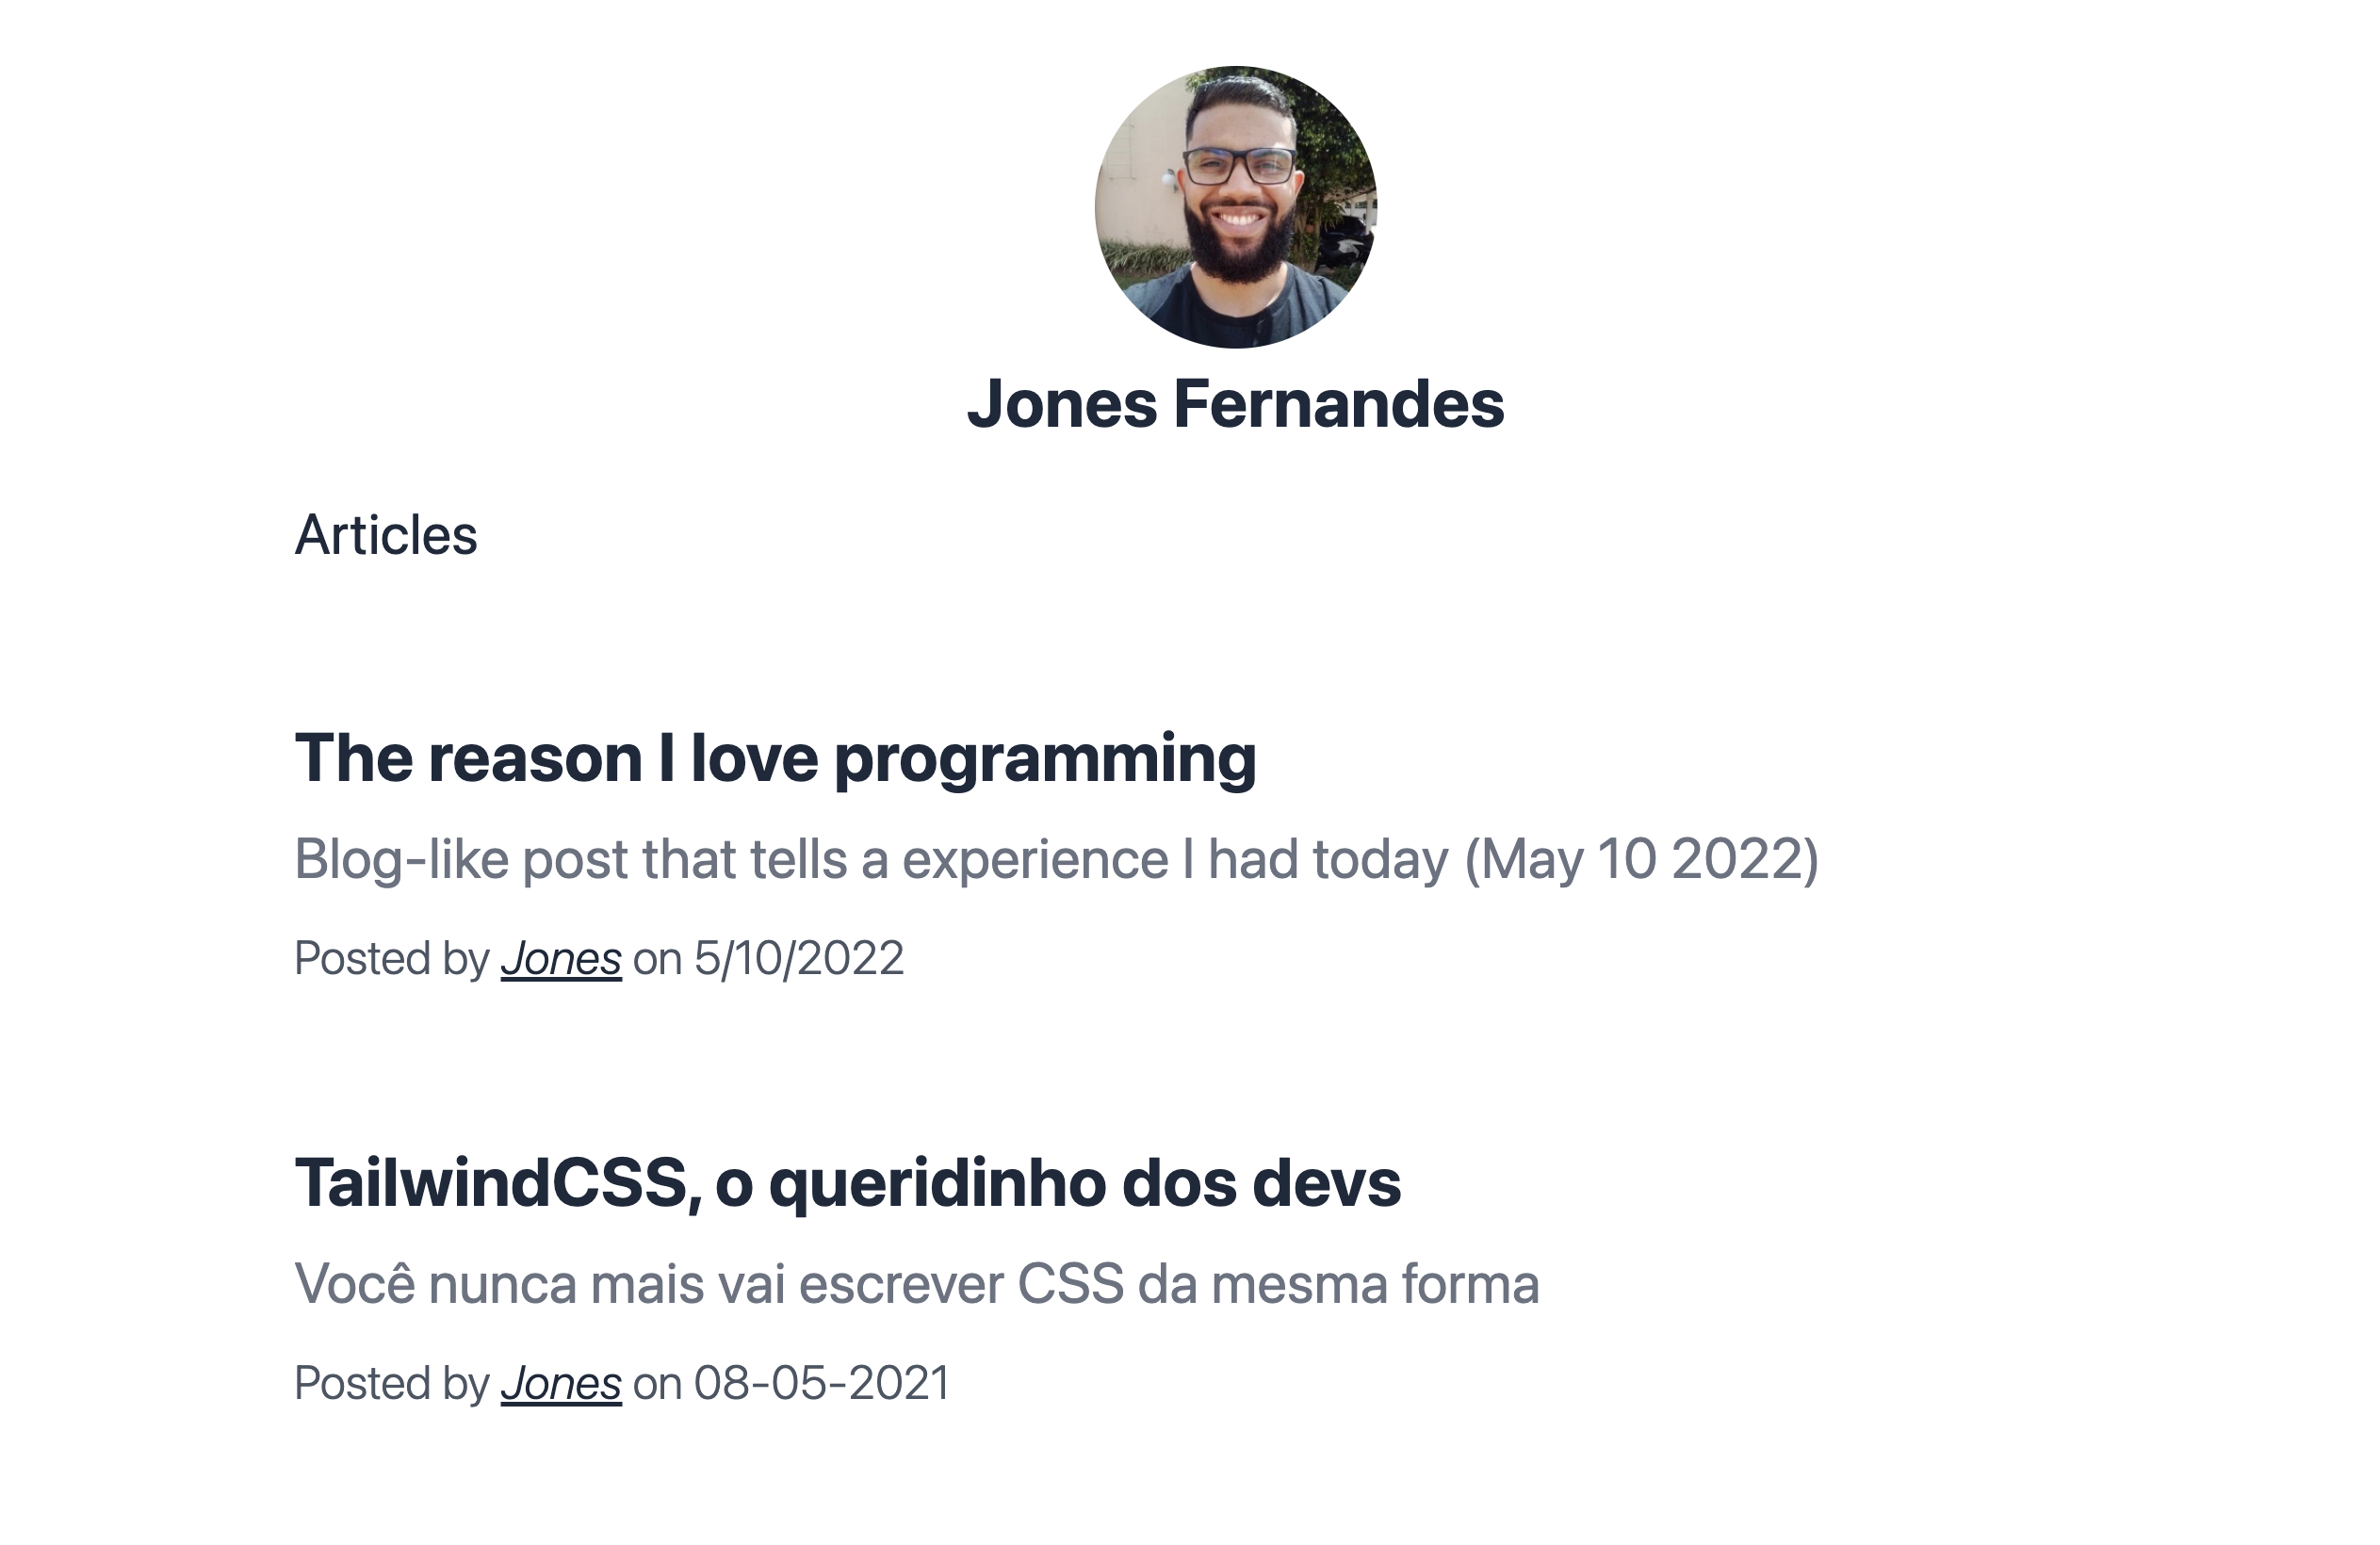 Jones Fernandes
Articles
The reason I love programming
Blog-like post that tells a experience I had today (May 10 2022)
Posted by Jones on 5/10/2022
TailwindCSS, o queridinho dos devs
Você nunca mais vai escrever CSS da mesma forma
Posted by Jones on 08-05-2021